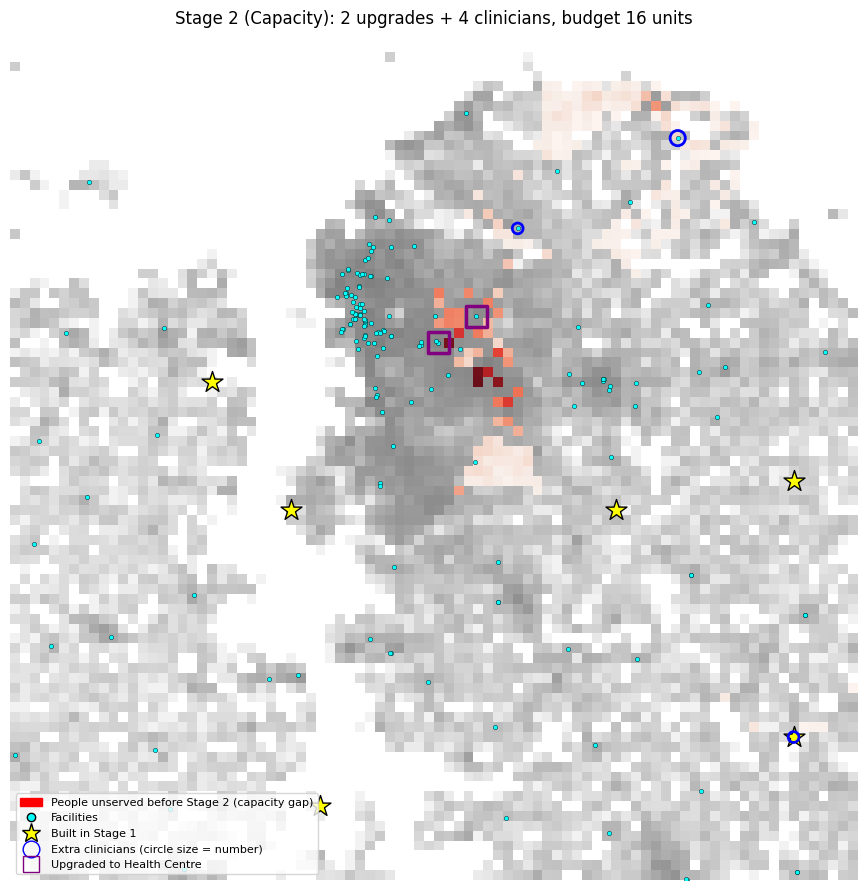 Stage 2 (Capacity): 2 upgrades + 4 clinicians, budget 16 units
People unserved before Stage 2 (capacity gap)
Facilities
Built in Stage 1
Extra clinicians (circle size = number)
Upgraded to Health Centre